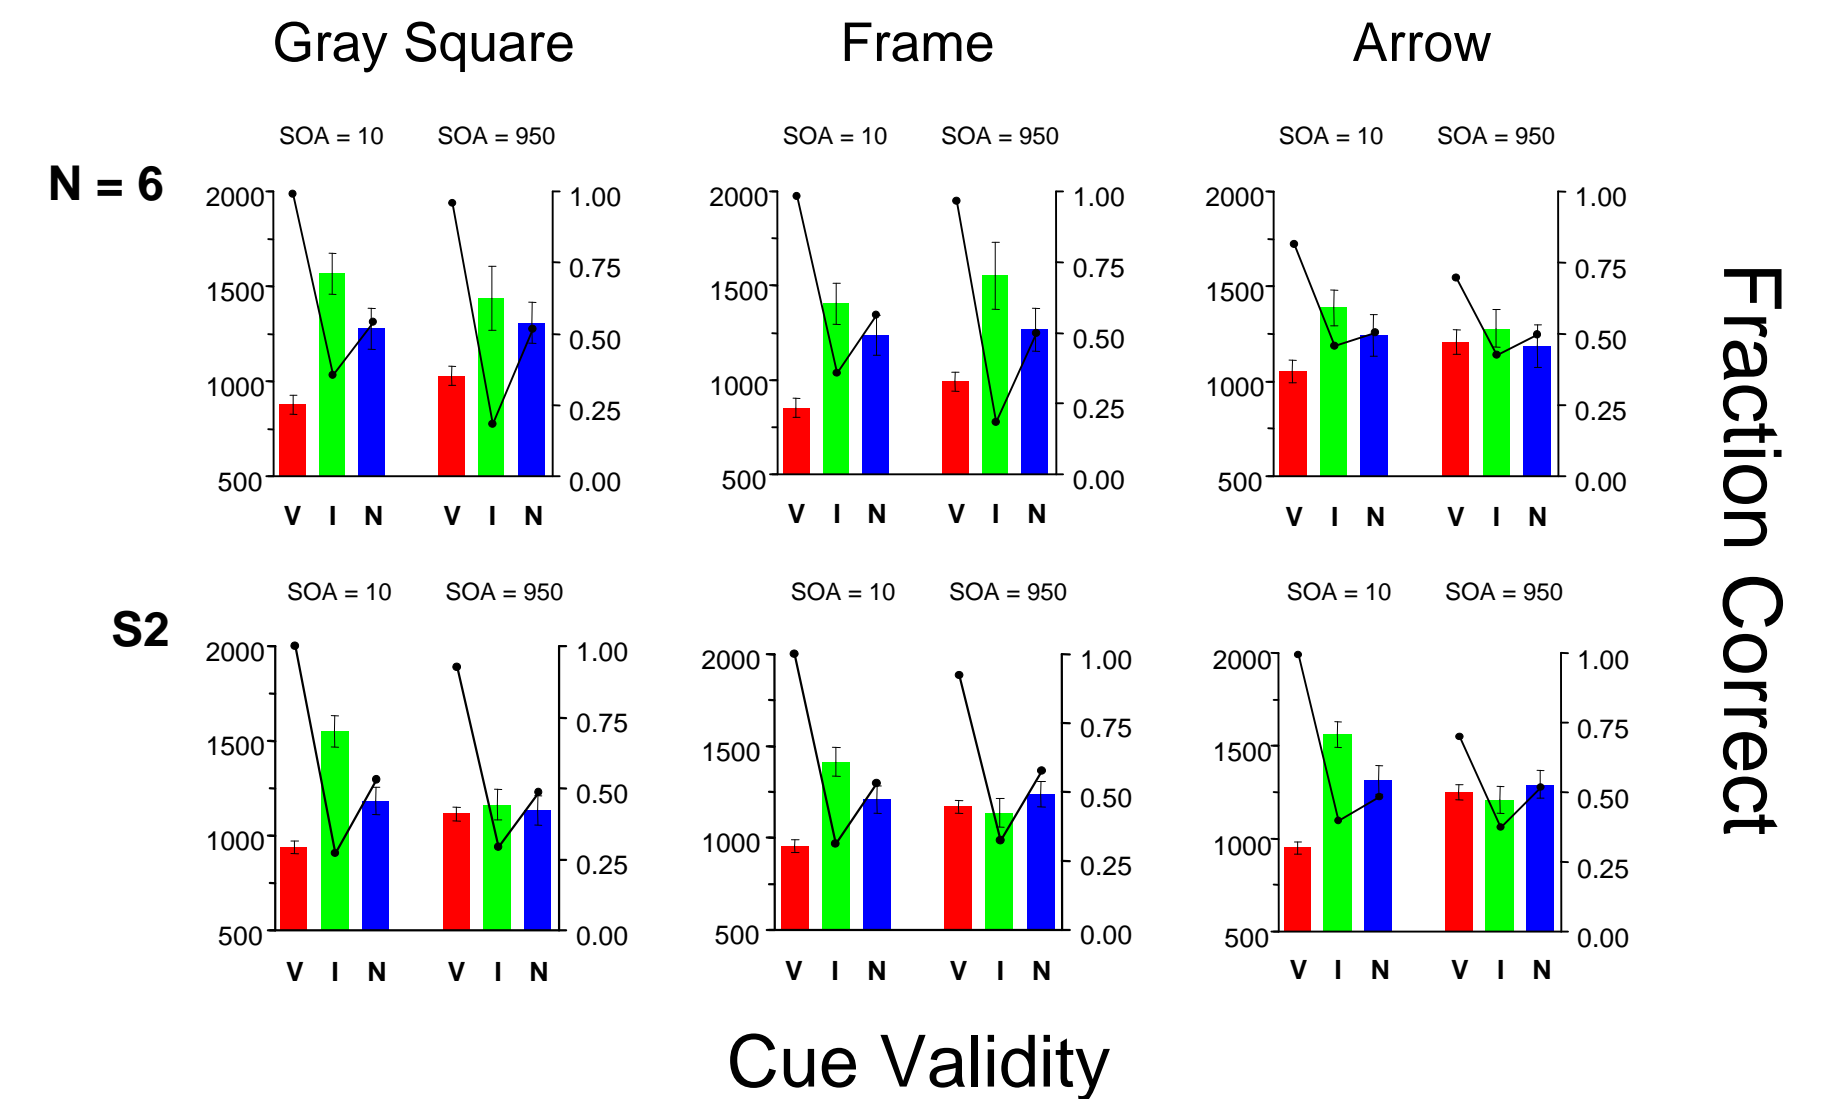 Gray Square Frame Arrow
SOA = 10 SOA = 950 SOA = 10 SOA = 950 SOA = 10 SOA = 950
N = 6
2000 1.00 2000 1.00 2000 1.00
0.75 0.75 0.75
1500 1500 1500
0.50 0.50 0.50
1000 1000 1000
0.25 0.25 0.25
500 0.00 500 0.00 500 0.00
V I N V I N V I N V I N V I N V I N
SOA = 10 SOA = 950 SOA = 10 SOA = 950 SOA = 10 SOA = 950
S2
2000 1.00 2000 1.00 2000 1.00
0.75 0.75 0.75
1500 1500 1500
0.50 0.50 0.50
1000 1000 1000
0.25 0.25 0.25
500 0.00 500 0.00 500 0.00
V I N V I N V I N V I N V I N V I N
Fraction Correct
Cue Validity